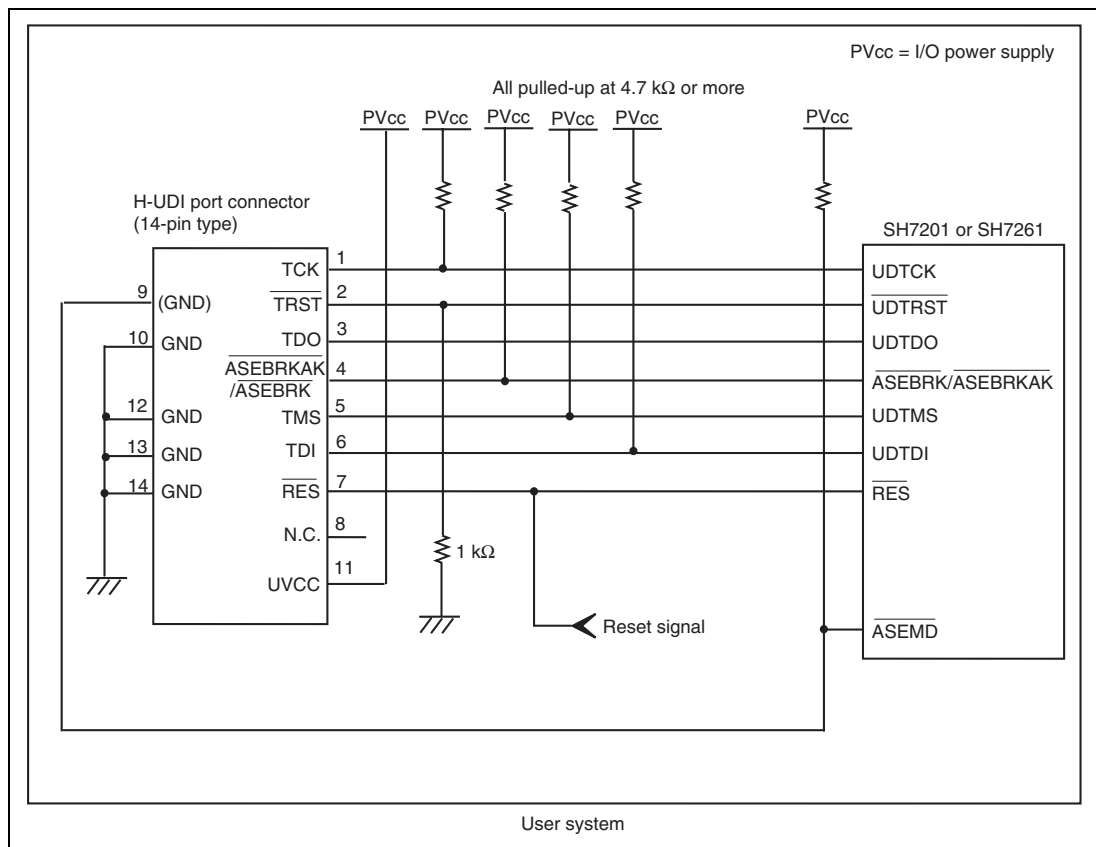 PVcc = I/O power supply
All pulled-up at 4.7 kΩ or more
PVcc PVcc PVcc PVcc PVcc PVcc
H-UDI port connector
(14-pin type)
SH7201 or SH7261
1
TCK
UDTCK
9
(GND)
2
TRST
UDTRST
10
GND
3
TDO
UDTDO
ASEBRKAK
/ASEBRK
4
ASEBRK/ASEBRKAK
12
GND
5
TMS
UDTMS
13
GND
6
TDI
UDTDI
14
GND
7
RES
RES
8
N.C.
1 kΩ
11
UVCC
Reset signal
ASEMD
User system